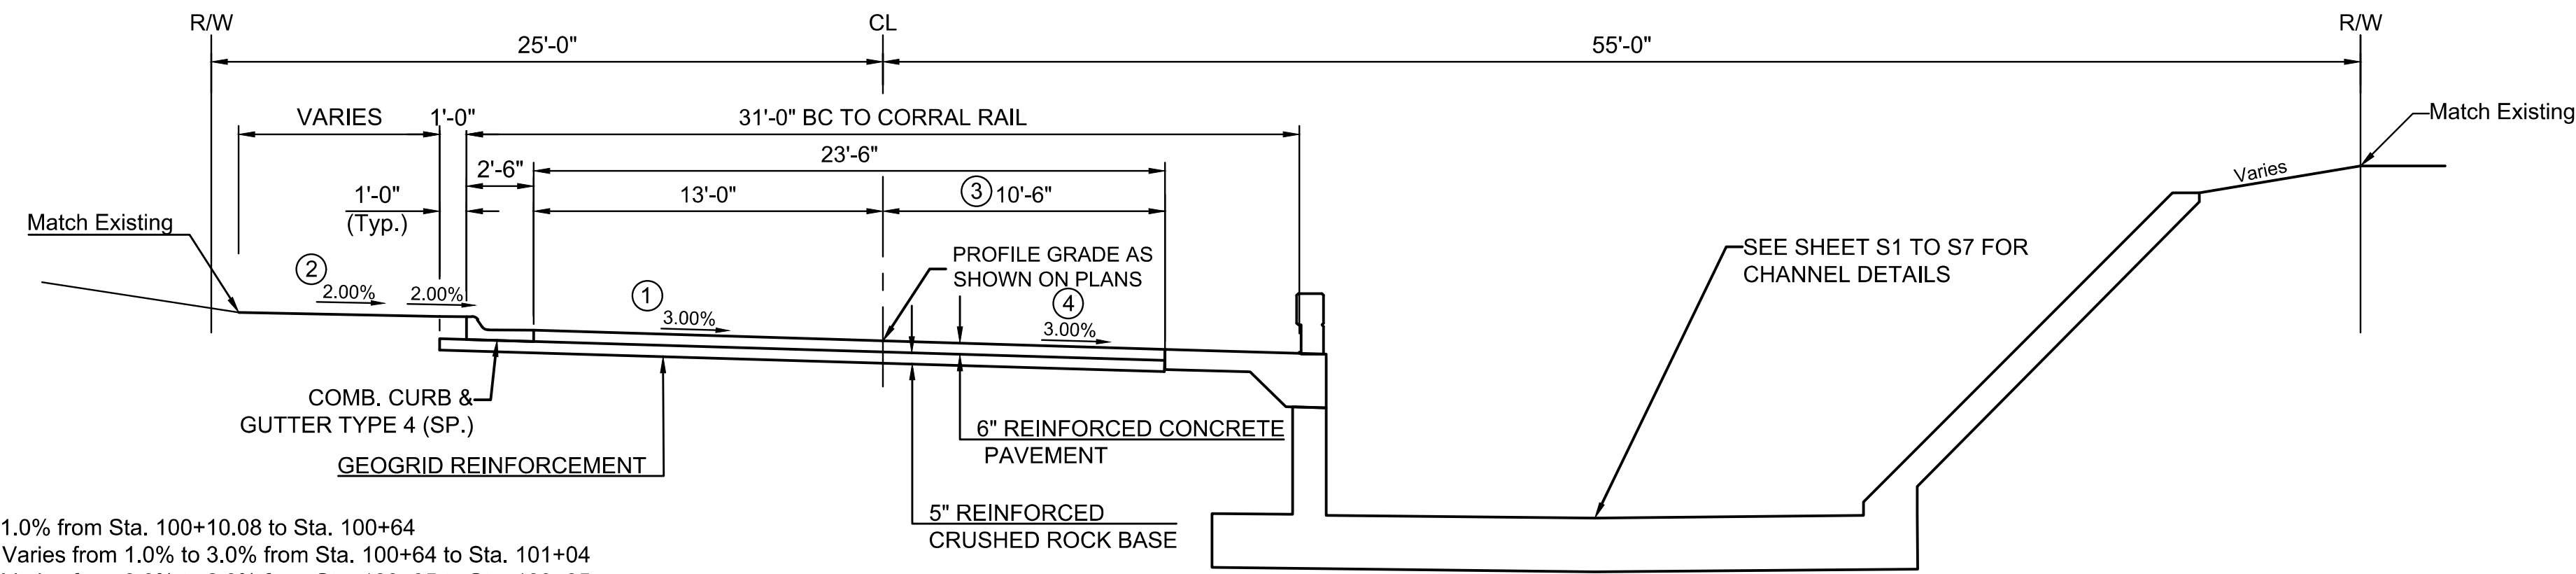 R/W
CL
R/W
25'-0"
55'-0"
VARIES
1'-0"
31'-0" BC TO CORRAL RAIL
Match Existing
2'-6"
23'-6"
1'-0"
(Typ.)
13'-0"
3 10'-6"
Varies
Match Existing
PROFILE GRADE AS
SHOWN ON PLANS
SEE SHEET S1 TO S7 FOR
CHANNEL DETAILS
2
2.00%
2.00%
1
3.00%
4
3.00%
COMB. CURB &
GUTTER TYPE 4 (SP.)
6" REINFORCED CONCRETE
PAVEMENT
GEOGRID REINFORCEMENT
5" REINFORCED
CRUSHED ROCK BASE
1.0% from Sta. 100+10.08 to Sta. 100+64
Varies from 1.0% to 3.0% from Sta. 100+64 to Sta. 101+04